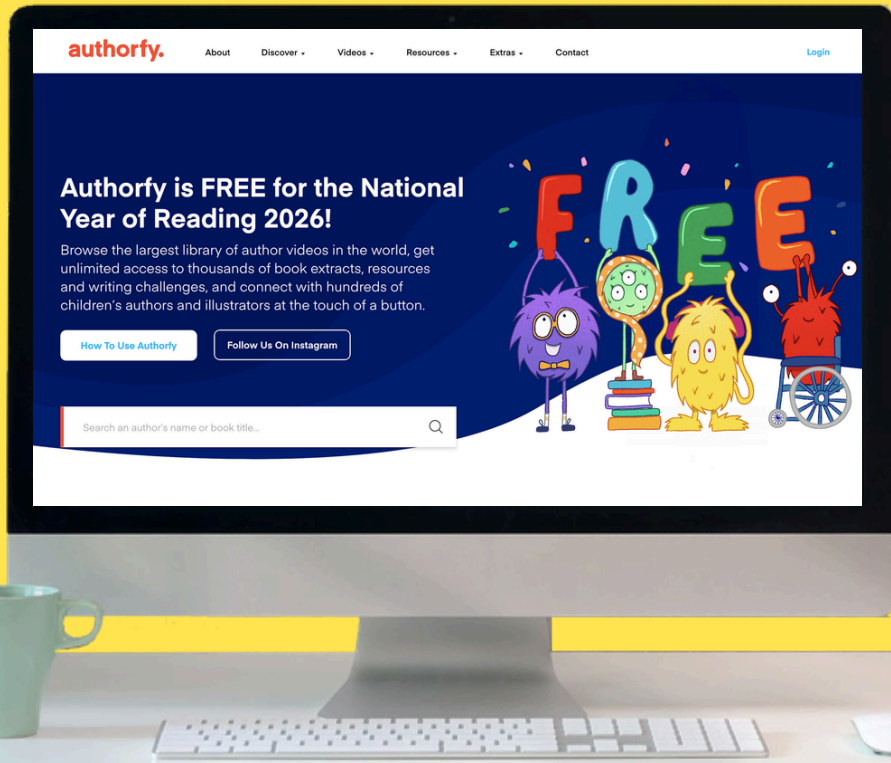 authorfy.
About Discover Videos Resources Extras Contact Login
Authorfy is FREE for the National
Year of Reading 2026!
Browse the largest library of author videos in the world, get
unlimited access to thousands of book extracts, resources
and writing challenges, and connect with hundreds of
children's authors and illustrators at the touch of a button.
How To Use Authorfy Follow Us On Instagram
Search an author's name or book title...
FREE